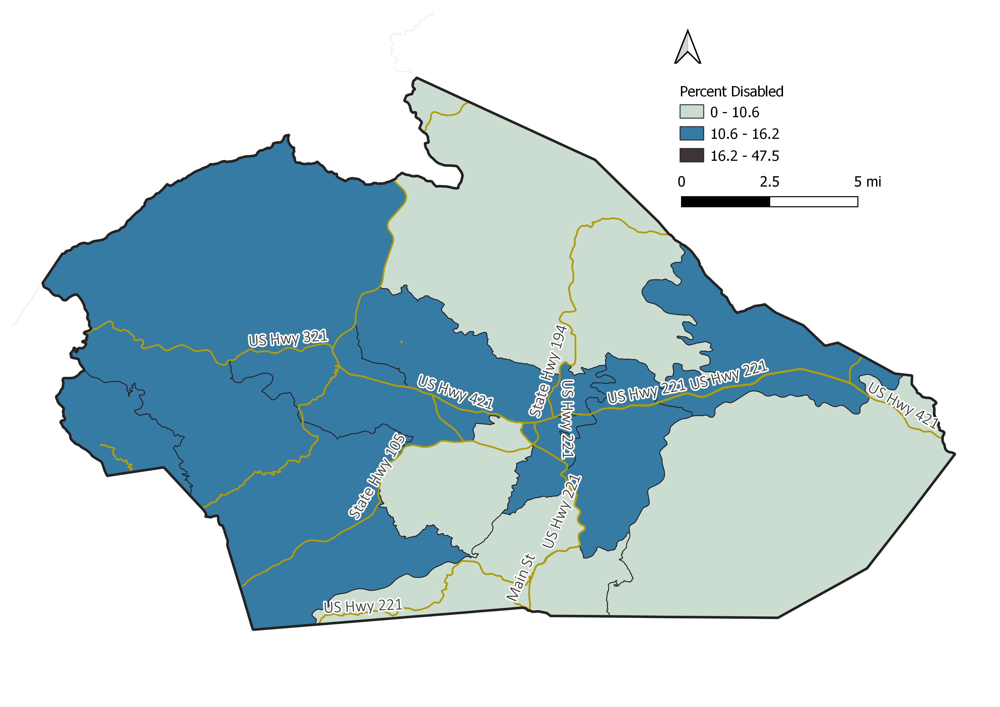 Percent Disabled
0 - 10.6
10.6 - 16.2
16.2 - 47.5
0 2.5 5 mi
US Hwy 321
State Hwy 194
US Hwy 421
US Hwy 221
US Hwy 221 US Hwy 221
US Hwy 421
State Hwy 105
US Hwy 221
Main St
US Hwy 221